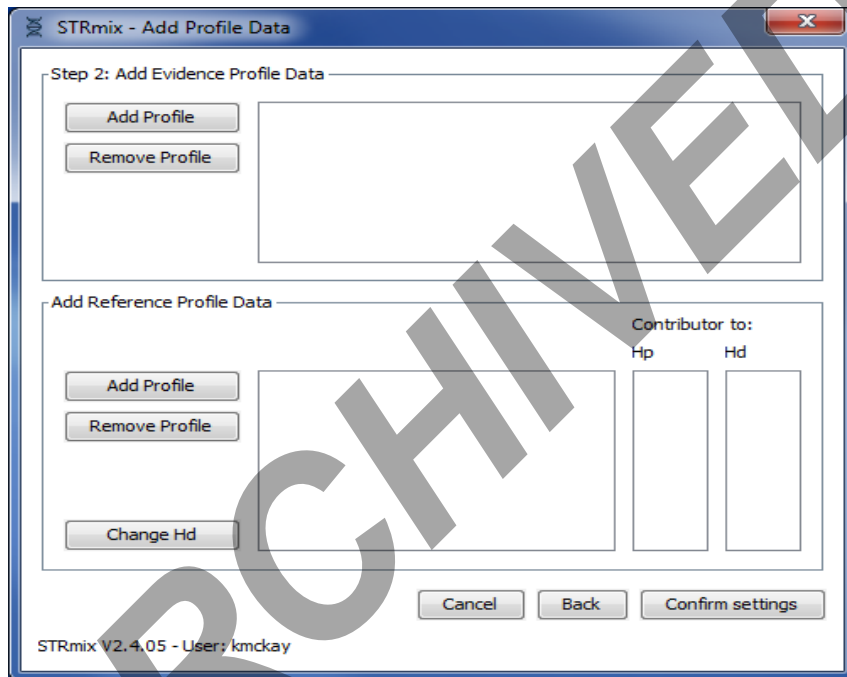 STRmix - Add Profile Data
Step 2: Add Evidence Profile Data
Add Profile
Remove Profile
Add Reference Profile Data
Contributor to:
Hp Hd
Add Profile
Remove Profile
Change Hd
Cancel Back Confirm settings
STRmix V2.4.05 - User: kmckay
RCHIVED